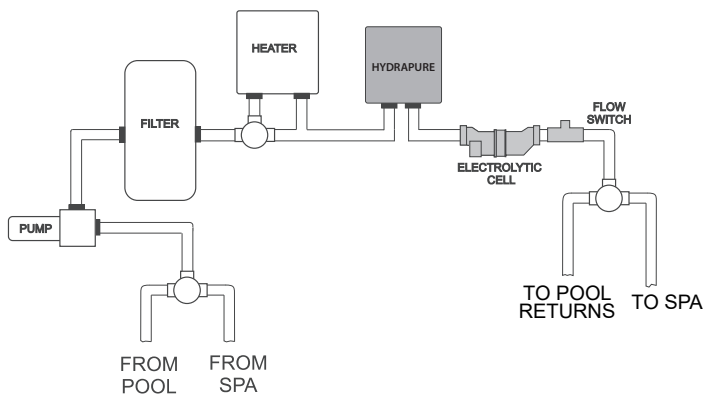 HEATER
HYDRAPURE
FILTER
FLOW
SWITCH
ELECTROLYTIC
CELL
PUMP
TO POOL
RETURNS
TO SPA
FROM
POOL
FROM
SPA